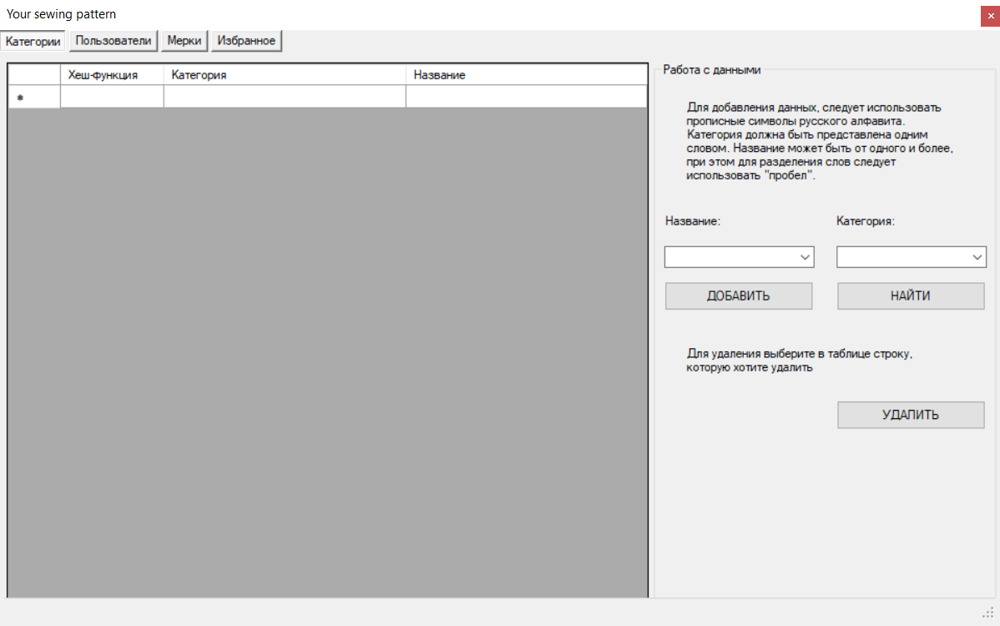 Your sewing pattern
Категории Пользователи Мерки Избранное
Хеш-функция Категория Название
Работа с данными
Для добавления данных, следует использовать
прописные символы русского алфавита.
Категория должна быть представлена одним
словом. Название может быть от одного и более,
при этом для разделения слов следует
использовать "пробел".
Название: Категория:
ДОБАВИТЬ НАЙТИ
Для удаления выберите в таблице строку,
которую хотите удалить
УДАЛИТЬ